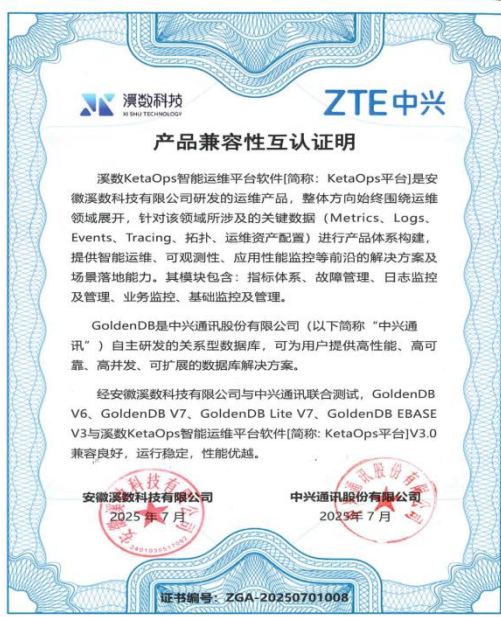 溪数科技
XI SHU TECHNOLOGY
ZTE中兴
产品兼容性互认证明
溪数KetaOps智能运维平台软件[简称：KetaOps平台]是安
徽溪数科技有限公司研发的运维产品，整体方向始终围绕运维
领域展开，针对该领域所涉及的关键数据（Metrics、Logs、
Events、Tracing、拓扑、运维资产配置）进行产品体系构建，
提供智能运维、可观测性、应用性能监控等前沿的解决方案及
场景落地能力。其模块包含：指标体系、故障管理、日志监控
及管理、业务监控、基础监控及管理。
GoldenDB是中兴通讯股份有限公司（以下简称“中兴通
讯”）自主研发的关系型数据库，可为用户提供高性能、高可
靠、高并发、可扩展的数据库解决方案。
经安徽溪数科技有限公司与中兴通讯联合测试，GoldenDB
V6、GoldenDB V7、GoldenDB Lite V7、GoldenDB EBASE
V3与溪数KetaOps智能运维平台软件[简称: KetaOps平台]V3.0
兼容良好，运行稳定，性能优越。
安徽溪数科技有限公司
2025 年 7 月
中兴通讯股份有限公司
2025年 7 月
证书编号：ZGA-20250701008